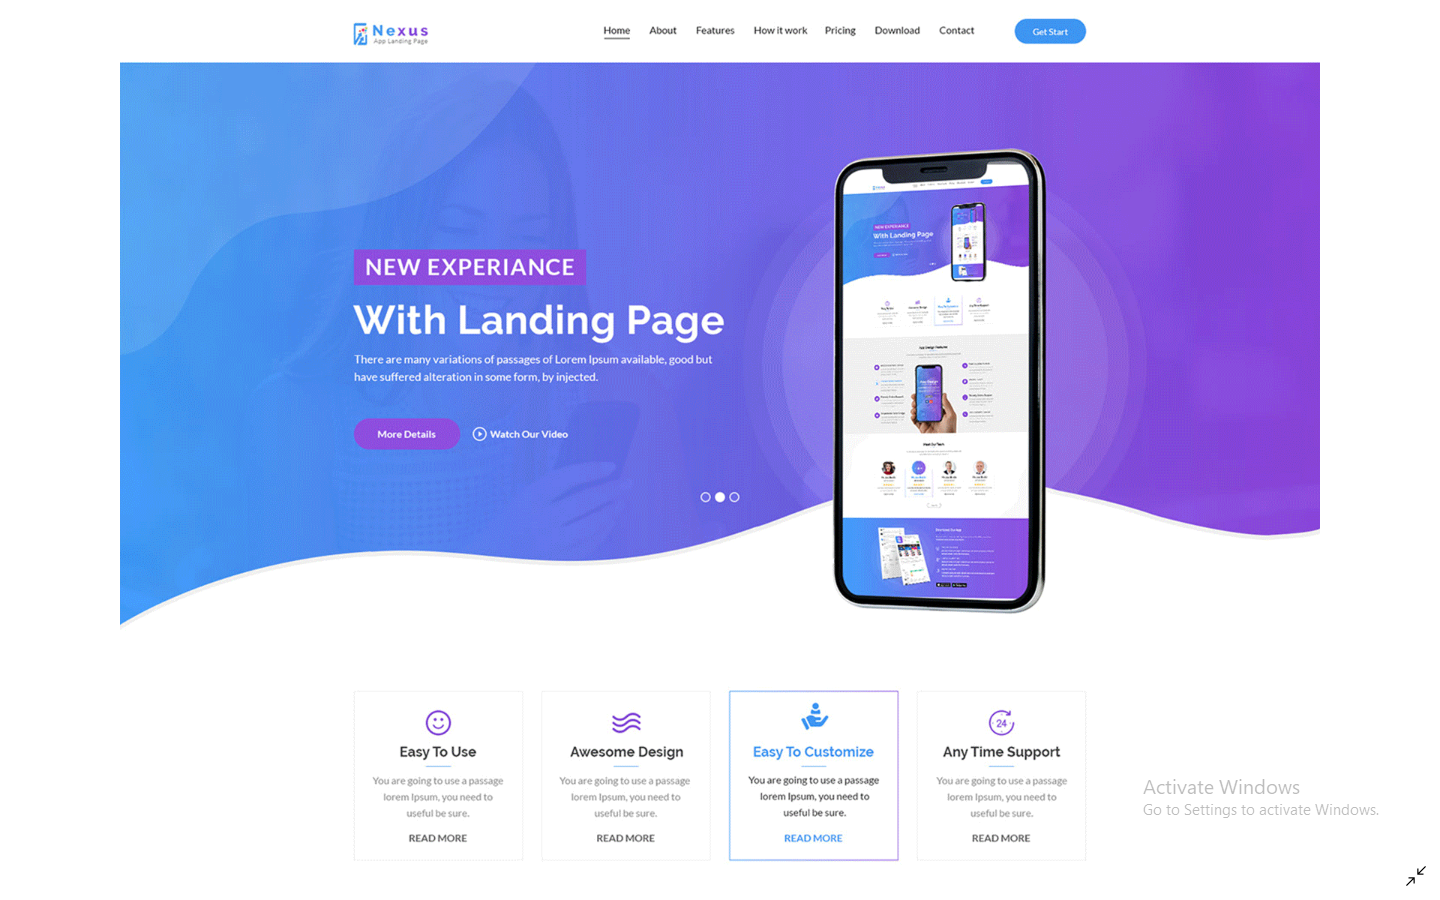 Nexus
App Landing Page
Home About Features How it work Pricing Download Contact Get Start
NEW EXPERIANCE
With Landing Page
There are many variations of passages of Lorem Ipsum available, good but
have suffered alteration in some form, by injected.
More Details Watch Our Video
NEW EXPERIANCE
With Landing Page
Easy To Use
You are going to use a passage
lorem Ipsum, you need to
useful be sure.
READ MORE
Awesome Design
You are going to use a passage
lorem Ipsum, you need to
useful be sure.
READ MORE
Easy To Customize
You are going to use a passage
lorem Ipsum, you need to
useful be sure.
READ MORE
24
Any Time Support
You are going to use a passage
lorem Ipsum, you need to
useful be sure.
READ MORE
Activate Windows
Go to Settings to activate Windows.